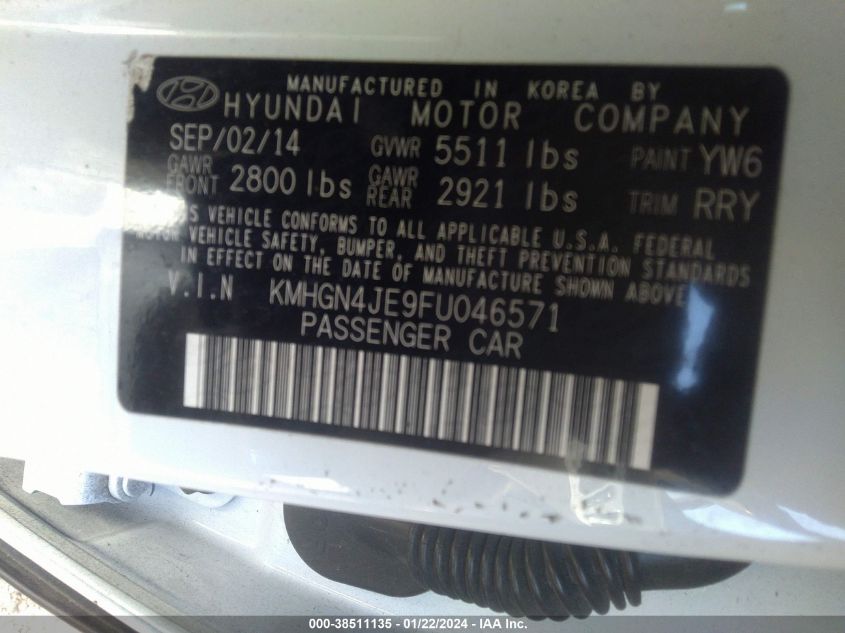 MANUFACTURED IN KOREA BY
HYUNDAI MOTOR COMPANY
SEP/02/14 GVWR 5511 lbs PAINT YW6
GAWR FRONT 2800 lbs GAWR REAR 2921 lbs TRIM RRY
THIS VEHICLE CONFORMS TO ALL APPLICABLE U.S.A. FEDERAL
MOTOR VEHICLE SAFETY, BUMPER, AND THEFT PREVENTION STANDARDS
IN EFFECT ON THE DATE OF MANUFACTURE SHOWN ABOVE
V.I.N KMHGN4JE9FU046571
PASSENGER CAR
000-38511135 - 01/22/2024 - IAA Inc.